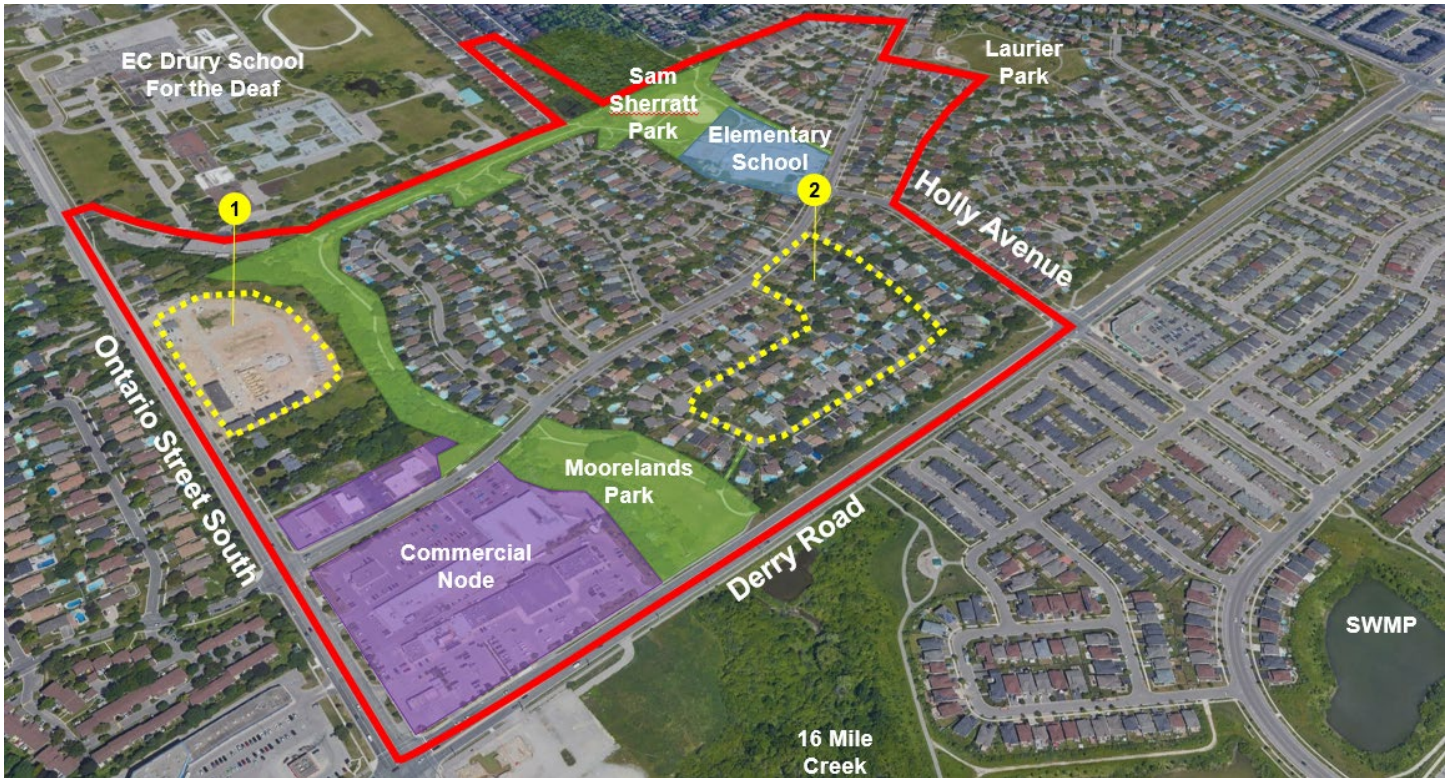 EC Drury School
For the Deaf
Sam
Sherratt
Park
Laurier
Park
Elementary
School
1
2
Holly Avenue
Ontario Street South
Moorelands
Park
Commercial
Node
Derry Road
SWMP
16 Mile
Creek